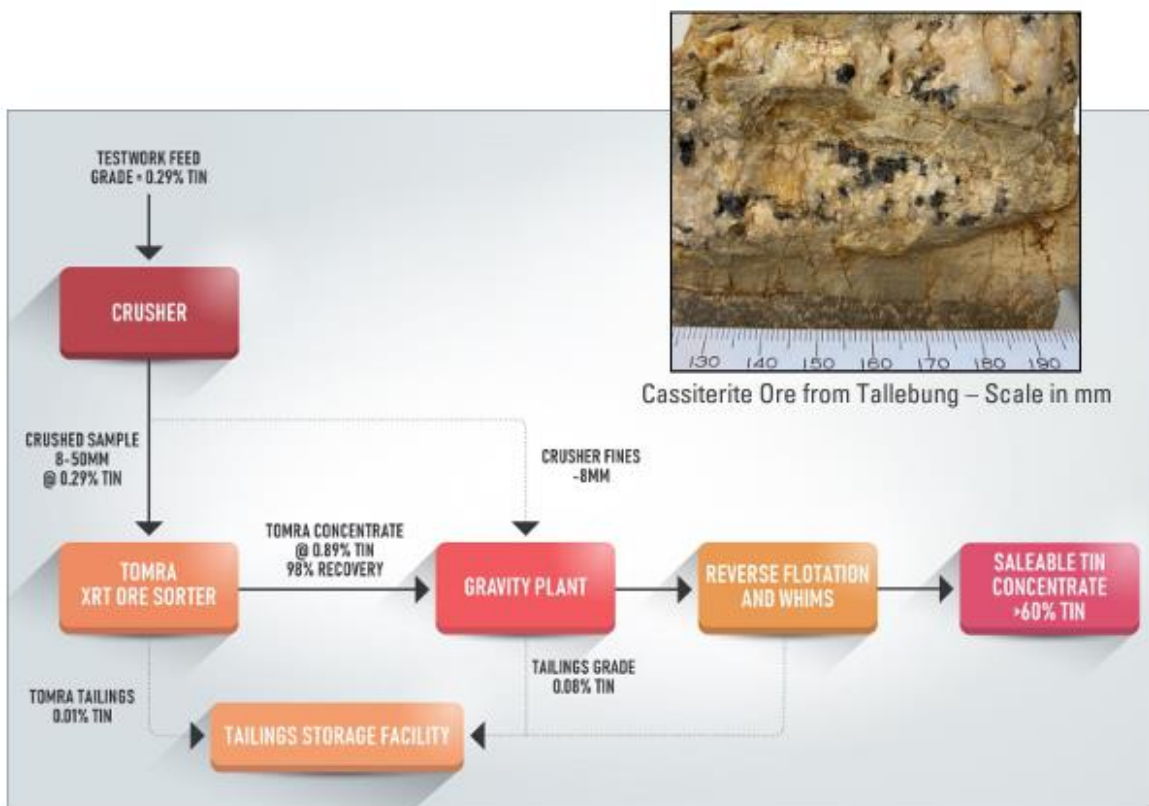 TESTWORK FEED
GRADE = 0.29% TIN
CRUSHER
130 140 150 160 170 180 190
Cassiterite Ore from Tallebung – Scale in mm
CRUSHED SAMPLE
8-50MM
@ 0.29% TIN
CRUSHER FINES
-8MM
TOMRA CONCENTRATE
@ 0.89% TIN
98% RECOVERY
TOMRA
XRT ORE SORTER
GRAVITY PLANT
REVERSE FLOTATION
AND WHIMS
SALEABLE TIN
CONCENTRATE
>60% TIN
TOMRA TAILINGS
0.01% TIN
TAILINGS GRADE
0.08% TIN
TAILINGS STORAGE FACILITY